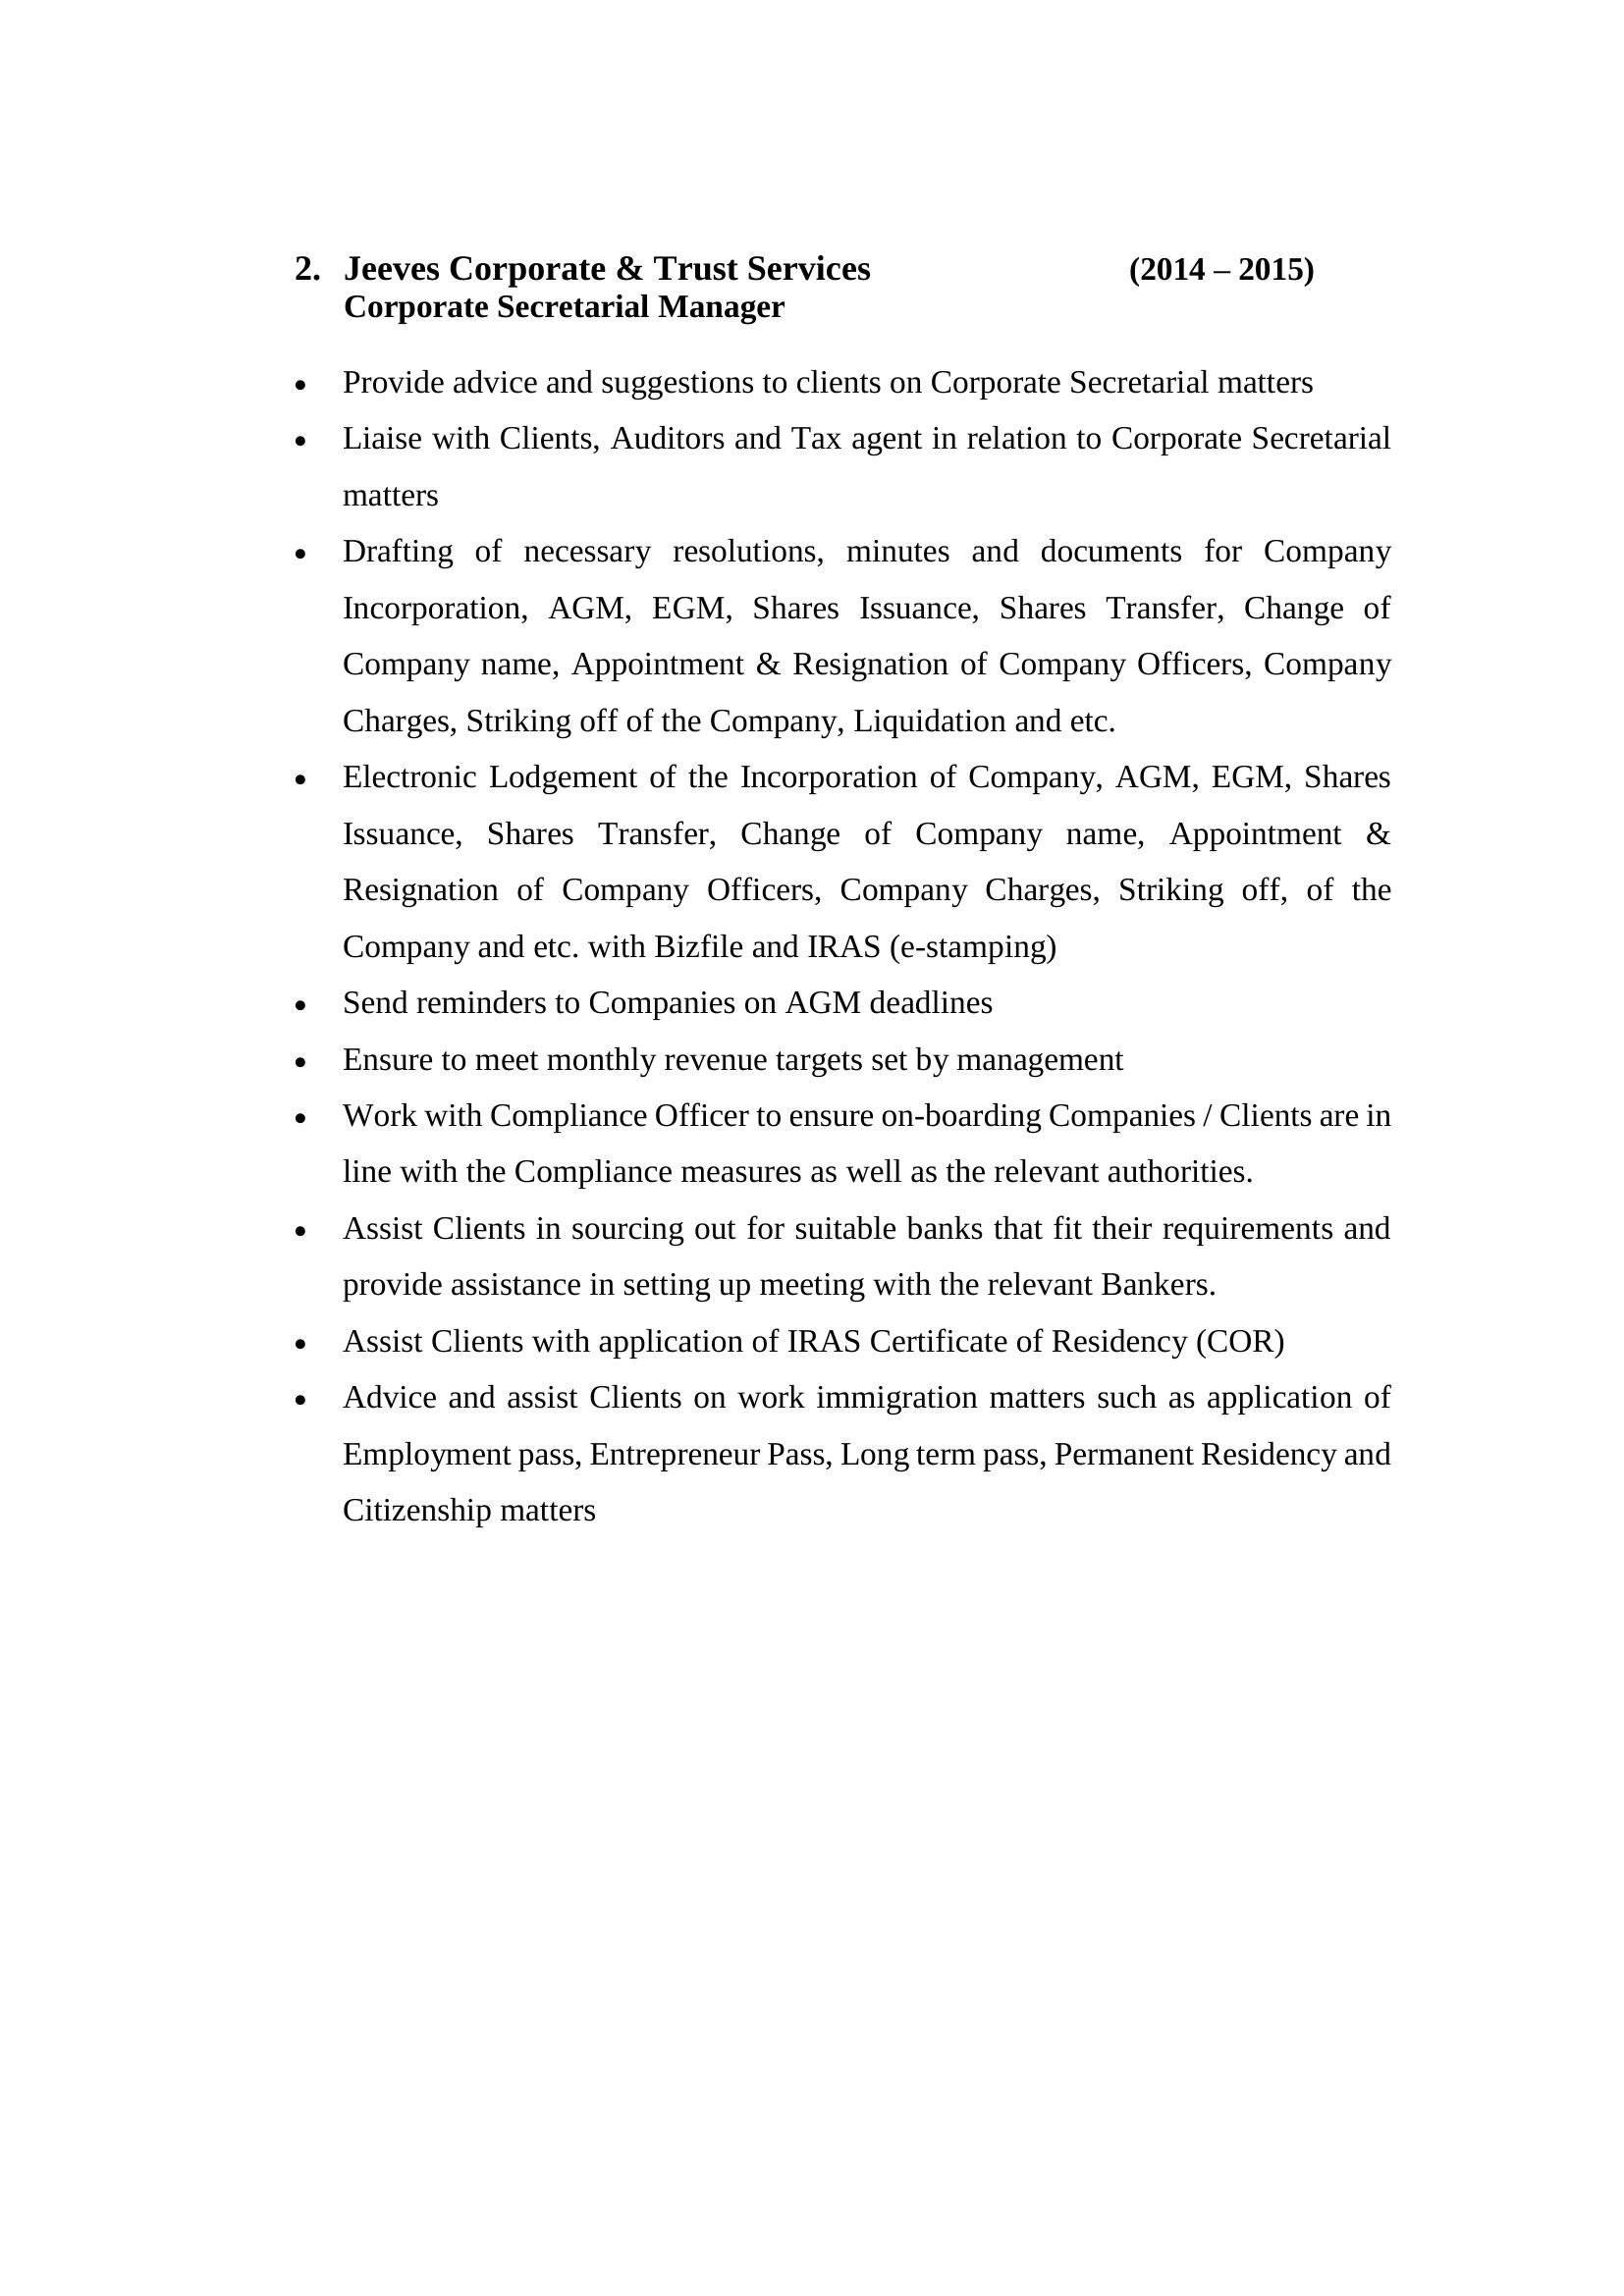 2. Jeeves Corporate & Trust Services (2014 – 2015)
Corporate Secretarial Manager
• Provide advice and suggestions to clients on Corporate Secretarial matters
• Liaise with Clients, Auditors and Tax agent in relation to Corporate Secretarial
matters
• Drafting of necessary resolutions, minutes and documents for Company
Incorporation, AGM, EGM, Shares Issuance, Shares Transfer, Change of
Company name, Appointment & Resignation of Company Officers, Company
Charges, Striking off of the Company, Liquidation and etc.
• Electronic Lodgement of the Incorporation of Company, AGM, EGM, Shares
Issuance, Shares Transfer, Change of Company name, Appointment &
Resignation of Company Officers, Company Charges, Striking off, of the
Company and etc. with Bizfile and IRAS (e-stamping)
• Send reminders to Companies on AGM deadlines
• Ensure to meet monthly revenue targets set by management
• Work with Compliance Officer to ensure on-boarding Companies / Clients are in
line with the Compliance measures as well as the relevant authorities.
• Assist Clients in sourcing out for suitable banks that fit their requirements and
provide assistance in setting up meeting with the relevant Bankers.
• Assist Clients with application of IRAS Certificate of Residency (COR)
• Advice and assist Clients on work immigration matters such as application of
Employment pass, Entrepreneur Pass, Long term pass, Permanent Residency and
Citizenship matters